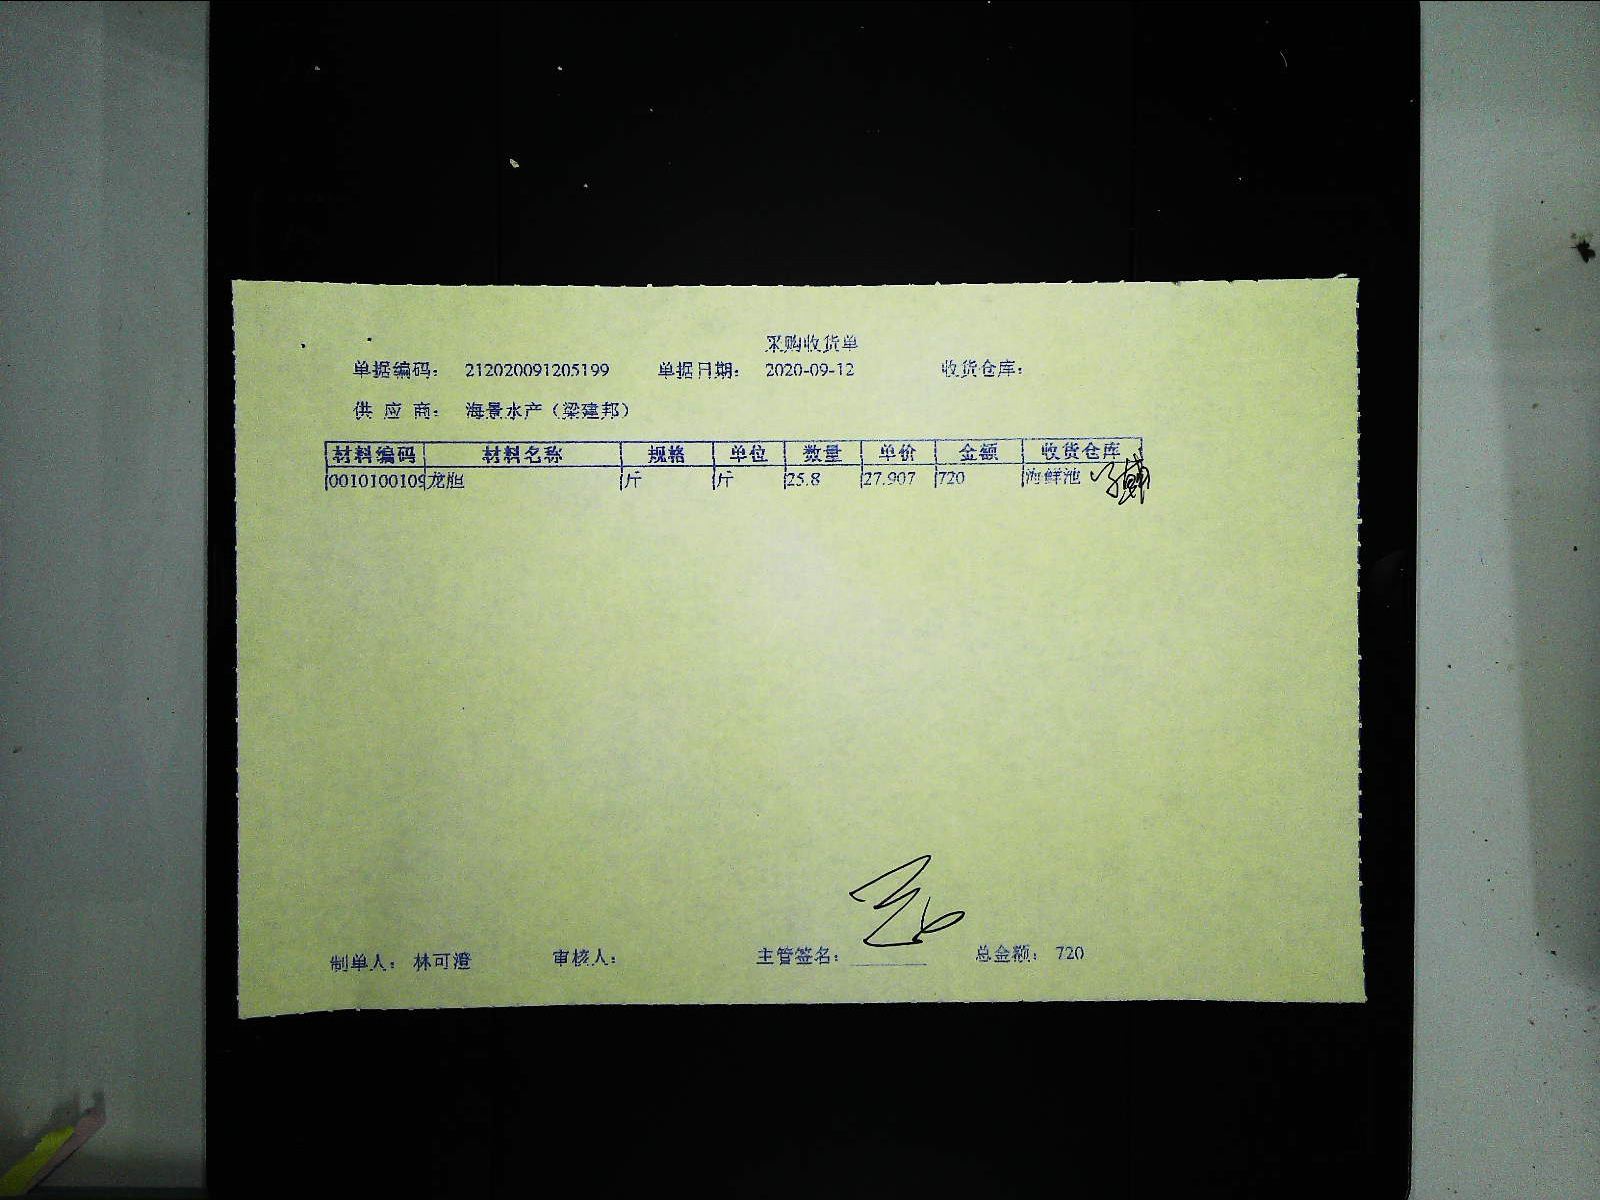 采购收货单
单据编码： 212020091205199 单据日期： 2020-09-12 收货仓库：
供 应 商： 海景水产（梁建邦）
材料编码 材料名称 规格 单位 数量 单价 金额 收货仓库
0010100109 龙胆 斤 斤 25.8 27.907 720 海鲜池
制单人： 林可澄 审核人： 主管签名： 总金额： 720